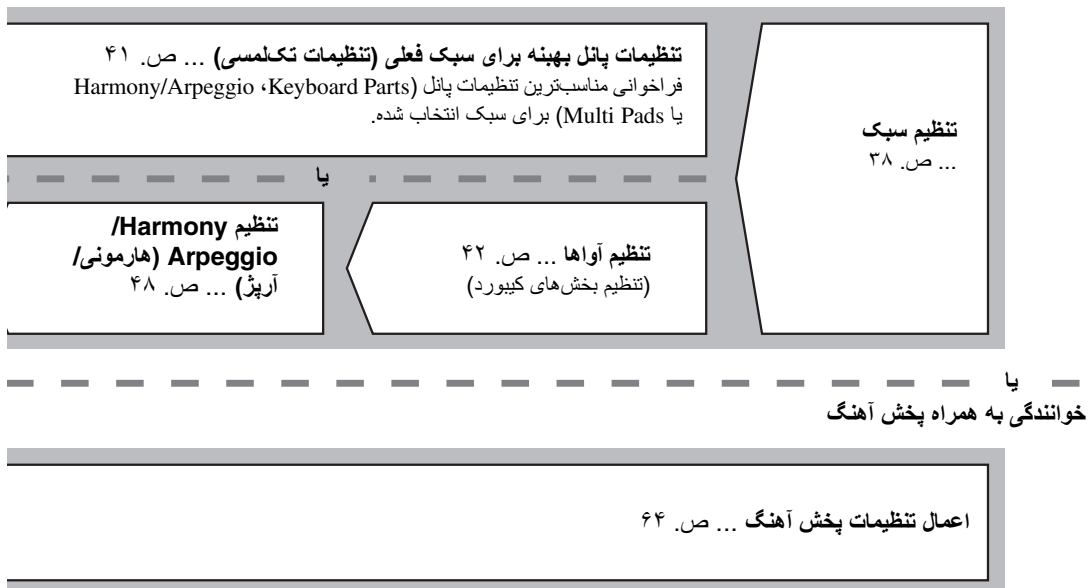 تنظیم سبک
... ص. ۳۸
تنظیمات پانل بهینه برای سبک فعلی (تنظیمات تک‌لمسی) ... ص. ۴۱
فراخوانی مناسب‌ترین تنظیمات پانل (Keyboard Parts، Harmony/Arpeggio
یا Multi Pads) برای سبک انتخاب شده.
یا
تنظیم آواها ... ص. ۴۲
(تنظیم بخش‌های کیبورد)
تنظیم Harmony/
Arpeggio (هارمونی/
آرپژ) ... ص. ۴۸
یا
خوانندگی به همراه پخش آهنگ
اعمال تنظیمات پخش آهنگ ... ص. ۶۴